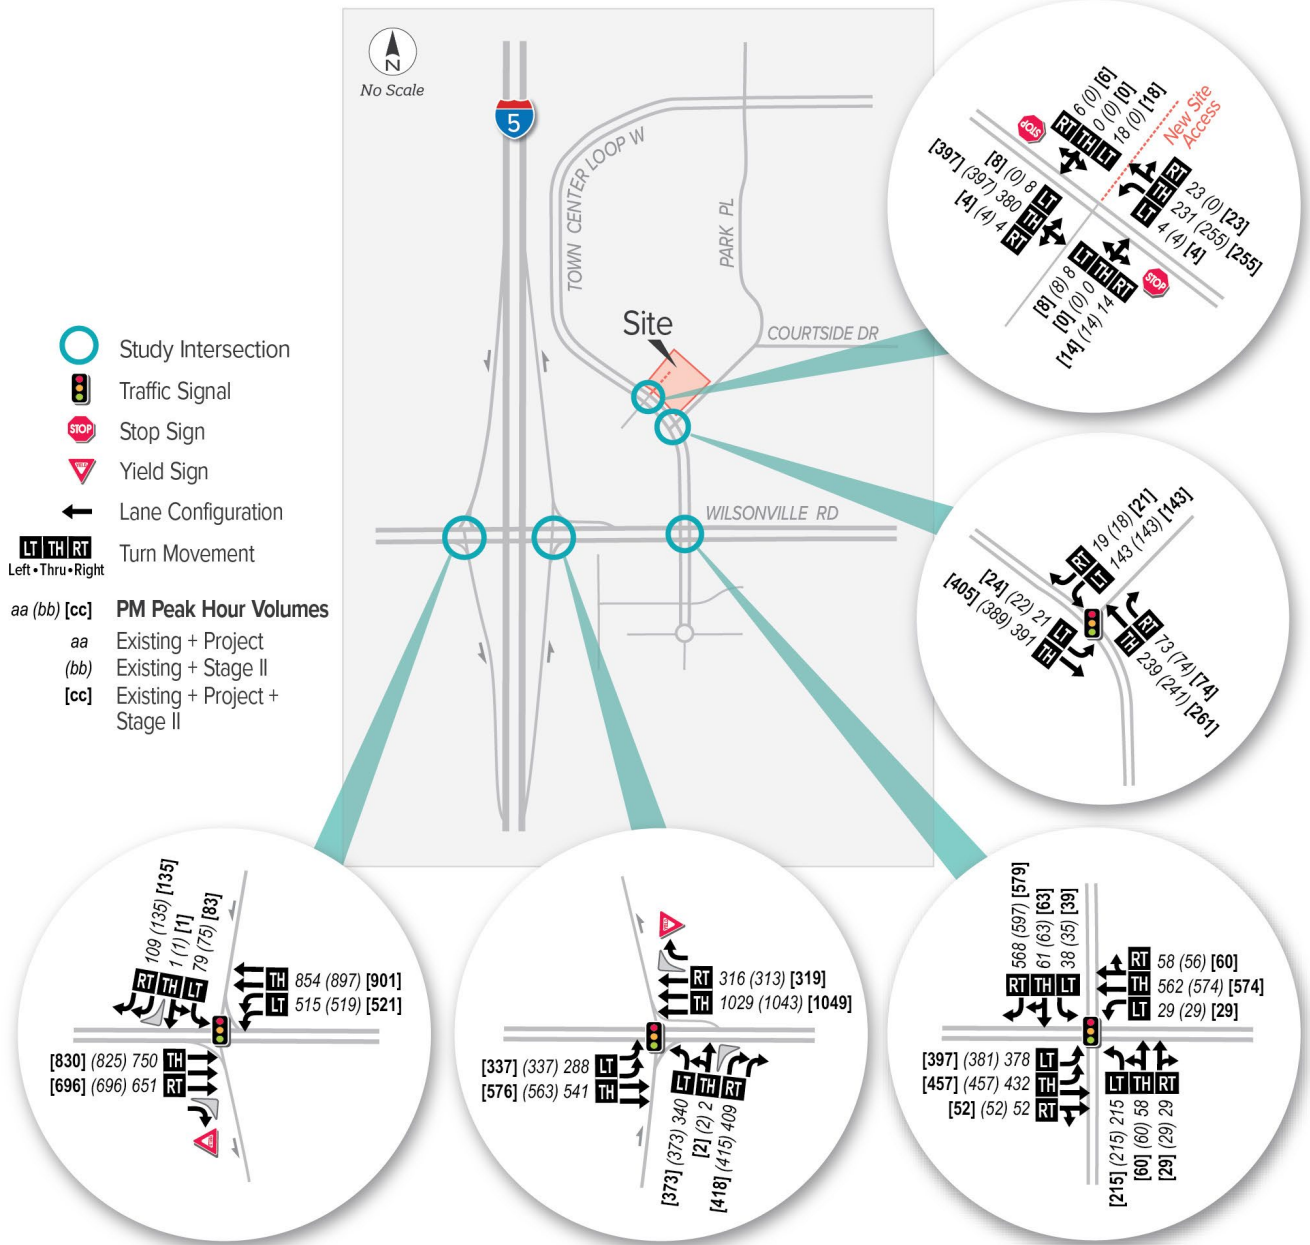 N
No Scale
5
TOWN CENTER LOOP W
PARK PL
COURTSIDE DR
WILSONVILLE RD
Site
Study Intersection
Traffic Signal
STOP
Stop Sign
Yield Sign
Lane Configuration
LT TH RT
Left • Thru • Right
Turn Movement
aa (bb) [cc] PM Peak Hour Volumes
aa Existing + Project
(bb) Existing + Stage II
[cc] Existing + Project +
Stage II
New Site
Access
STOP
RT 6 (0) [6]
TH 0 (0) [0]
LT 18 (0) [18]
[8] (0) 8 LT
[397] (397) 380 TH
[4] (4) 4 RT
RT 23 (0) [23]
TH 231 (255) [255]
LT 4 (4) [4]
LT TH RT
[8] (8) 8
[0] (0) 0
[14] (14) 14
STOP
RT 19 (18) [21]
LT 143 (143) [143]
[24] (22) 21 LT
[405] (389) 391 TH
RT 73 (74) [74]
TH 239 (241) [261]
RT 109 (135) [135]
TH 1 (1) [1]
LT 79 (75) [83]
TH 854 (897) [901]
LT 515 (519) [521]
[830] (825) 750 TH
[696] (696) 651 RT
RT 316 (313) [319]
TH 1029 (1043) [1049]
[337] (337) 288 LT
[576] (563) 541 TH
LT TH RT
[373] (373) 340
[2] (2) 2
[418] (415) 409
RT 568 (597) [579]
TH 61 (63) [63]
LT 38 (35) [39]
RT 58 (56) [60]
TH 562 (574) [574]
LT 29 (29) [29]
[397] (381) 378 LT
[457] (457) 432 TH
[52] (52) 52 RT
LT TH RT
[215] (215) 215
[60] (60) 58
[29] (29) 29